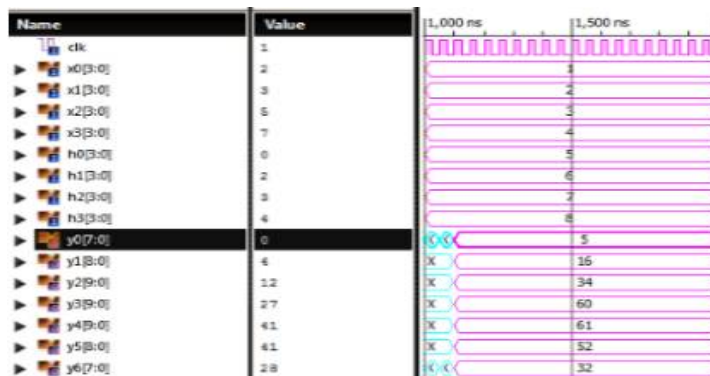 Name Value 1,000 ns 1,500 ns
clk 1
x0[3:0] 2 1
x1[3:0] 3 2
x2[3:0] 5 3
x3[3:0] 7 4
h0[3:0] 0 5
h1[3:0] 2 6
h2[3:0] 3 7
h3[3:0] 4 8
y0[7:0] 0 X X 5
y1[8:0] 4 X 16
y2[9:0] 12 X 34
y3[9:0] 27 X 60
y4[9:0] 41 X 61
y5[8:0] 41 X 52
y6[7:0] 28 X X 32